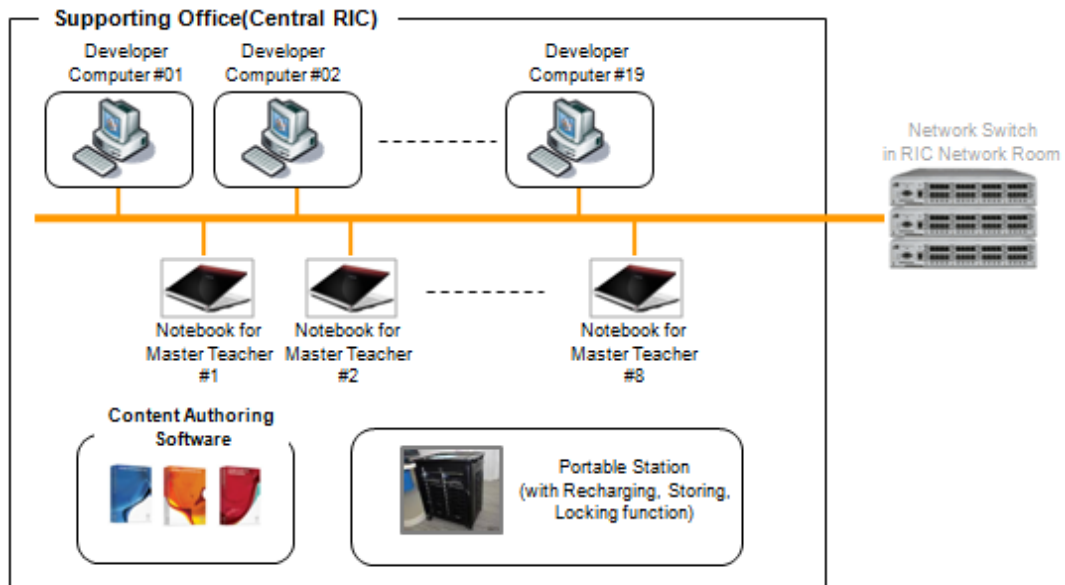 Supporting Office(Central RIC)
Developer
Computer #01
Developer
Computer #02
Developer
Computer #19
Network Switch
in RIC Network Room
Notebook for
Master Teacher
#1
Notebook for
Master Teacher
#2
Notebook for
Master Teacher
#8
Content Authoring
Software
Portable Station
(with Recharging, Storing,
Locking function)